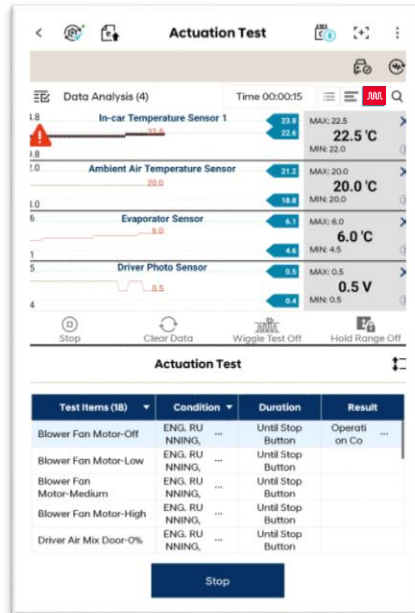 Actuation Test
Data Analysis (4)
Time 00:00:15
4.8
In-car Temperature Sensor 1
22.5
9.8
23.8
22.6
MAX: 22.5
22.5 ℃
MIN: 22.0
2.0
Ambient Air Temperature Sensor
20.0
1.0
21.2
18.8
MAX: 20.0
20.0 ℃
MIN: 20.0
6
Evaporator Sensor
6.0
1
6.1
4.6
MAX: 6.0
6.0 ℃
MIN: 4.5
5
Driver Photo Sensor
0.5
4
0.5
0.4
MAX: 0.5
0.5 V
MIN: 0.5
Stop
Clear Data
Wiggle Test Off
Hold Range Off
Actuation Test
Test Items (18)
Condition
Duration
Result
Blower Fan Motor-Off
ENG. RU
NNING,
...
Until Stop
Button
Operati
on Co
...
Blower Fan Motor-Low
ENG. RU
NNING,
...
Until Stop
Button
Blower Fan
Motor-Medium
ENG. RU
NNING,
...
Until Stop
Button
Blower Fan Motor-High
ENG. RU
NNING,
...
Until Stop
Button
Driver Air Mix Door-0%
ENG. RU
NNING,
...
Until Stop
Button
Stop